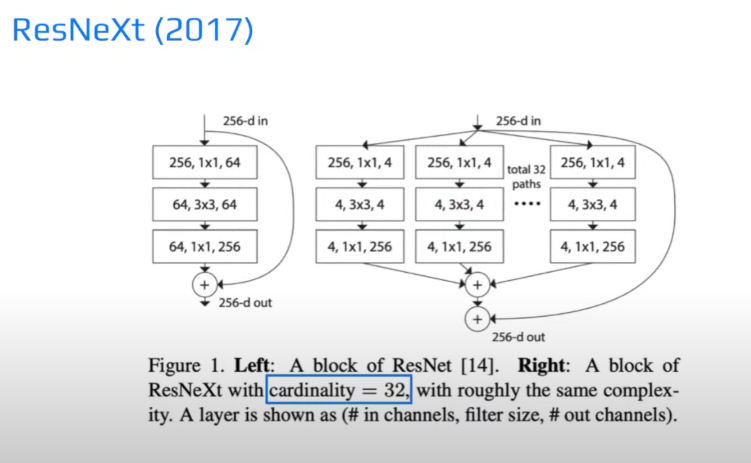 ResNeXt (2017)
256-d in
256, 1x1, 64
64, 3x3, 64
64, 1x1, 256
+
256-d out
256-d in
256, 1x1, 4
256, 1x1, 4
total 32
paths
....
256, 1x1, 4
4, 3x3, 4
4, 3x3, 4
4, 3x3, 4
4, 1x1, 256
4, 1x1, 256
4, 1x1, 256
+
+
256-d out
Figure 1. Left: A block of ResNet [14]. Right: A block of
ResNeXt with cardinality = 32, with roughly the same complex-
ity. A layer is shown as (# in channels, filter size, # out channels).